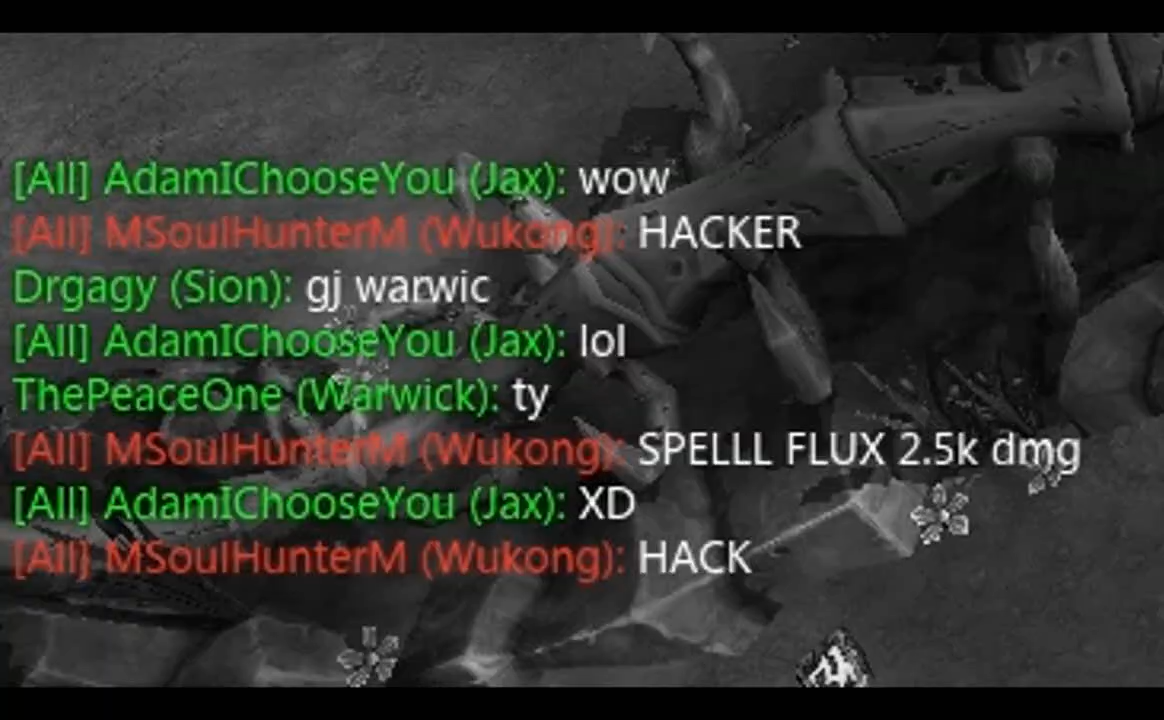 [All] AdamIChooseYou (Jax): wow
[All] MSoulHunterM (Wukong): HACKER
Drgagy (Sion): gj warwic
[All] AdamIChooseYou (Jax): lol
ThePeaceOne (Warwick): ty
[All] MSoulHunterM (Wukong): SPELLL FLUX 2.5k dmg
[All] AdamIChooseYou (Jax): XD
[All] MSoulHunterM (Wukong): HACK